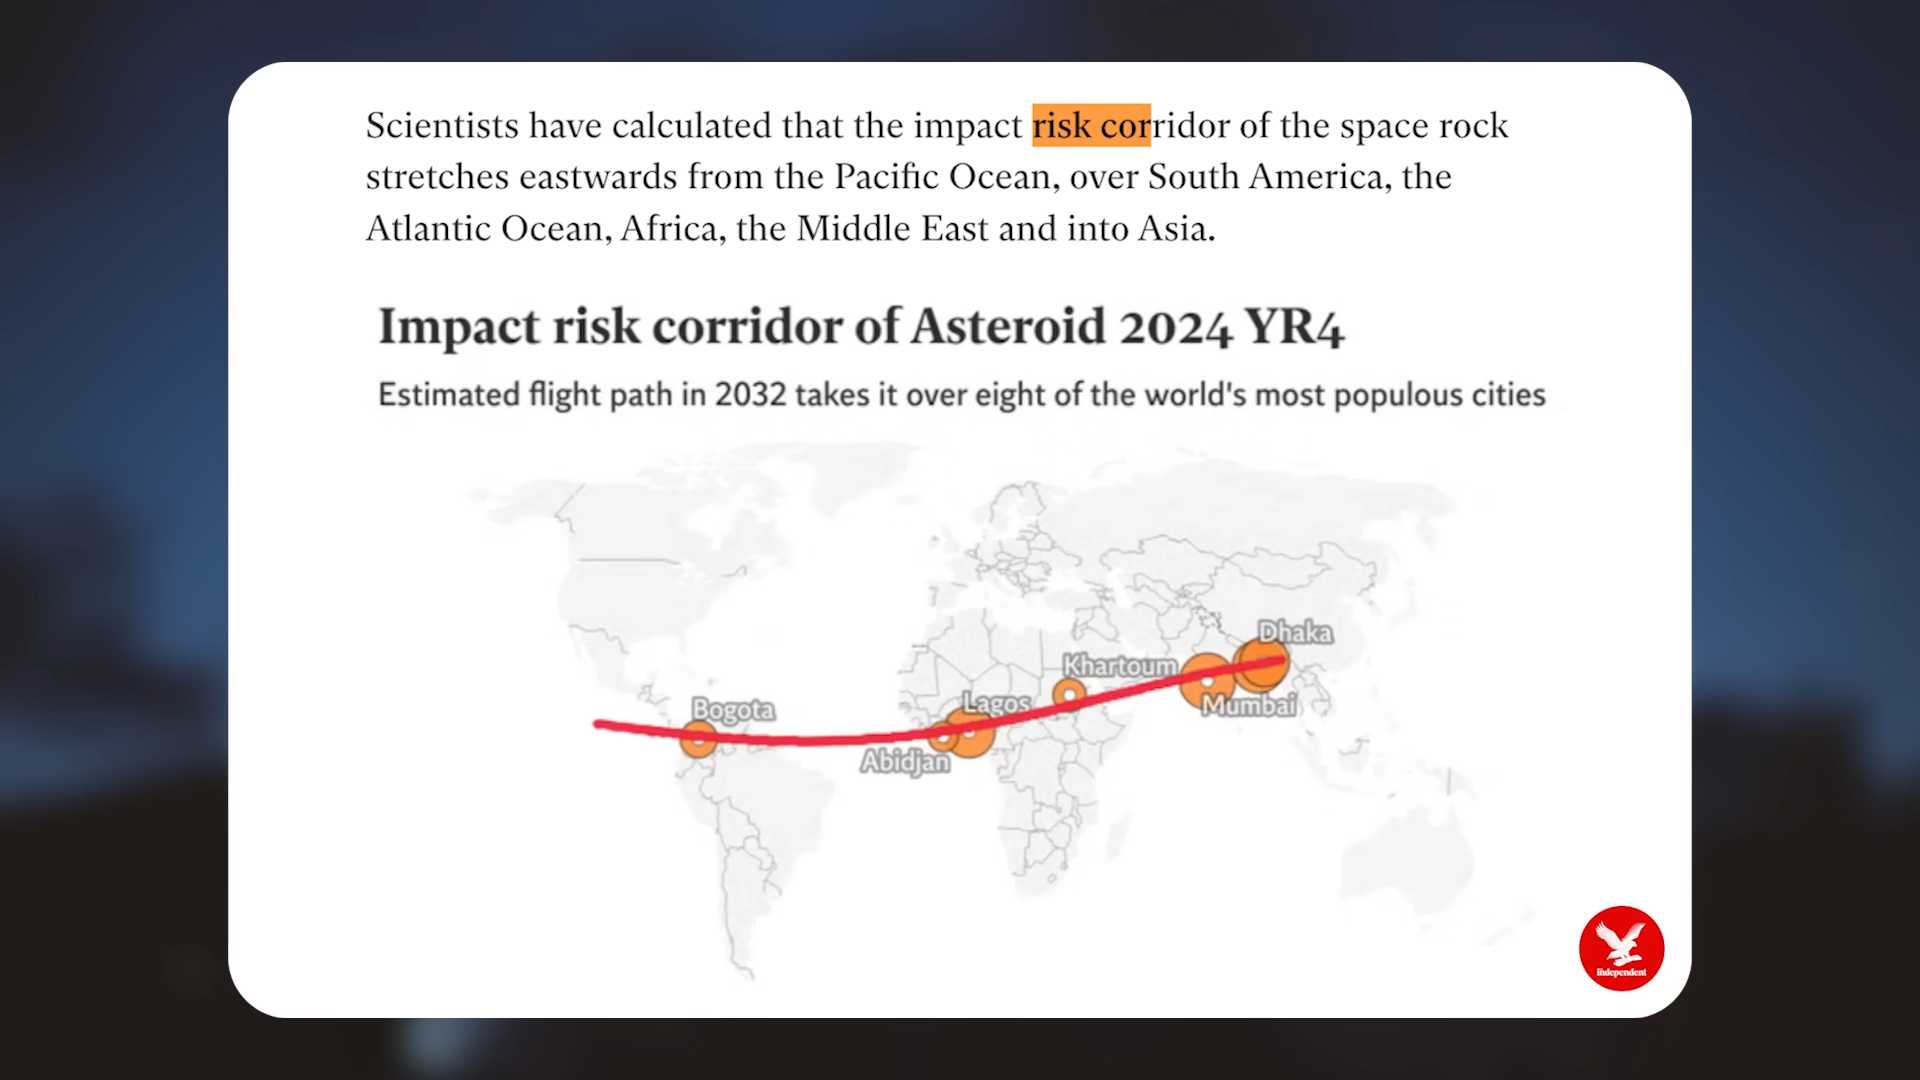 Scientists have calculated that the impact risk corridor of the space rock
stretches eastwards from the Pacific Ocean, over South America, the
Atlantic Ocean, Africa, the Middle East and into Asia.
Impact risk corridor of Asteroid 2024 YR4
Estimated flight path in 2032 takes it over eight of the world's most populous cities
Dhaka
Khartoum
Lagos
Mumbai
Bogota
Abidjan
independent